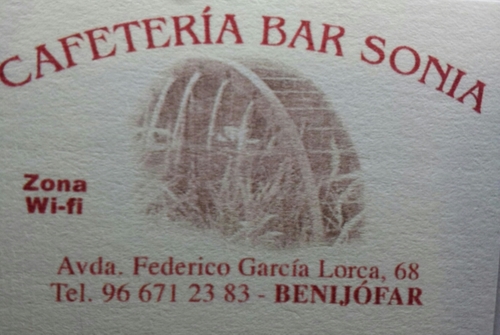 CAFETERÍA BAR SONIA
Zona
Wi-fi
Avda. Federico García Lorca, 68
Tel. 96 671 23 83 - BENIJÓFAR